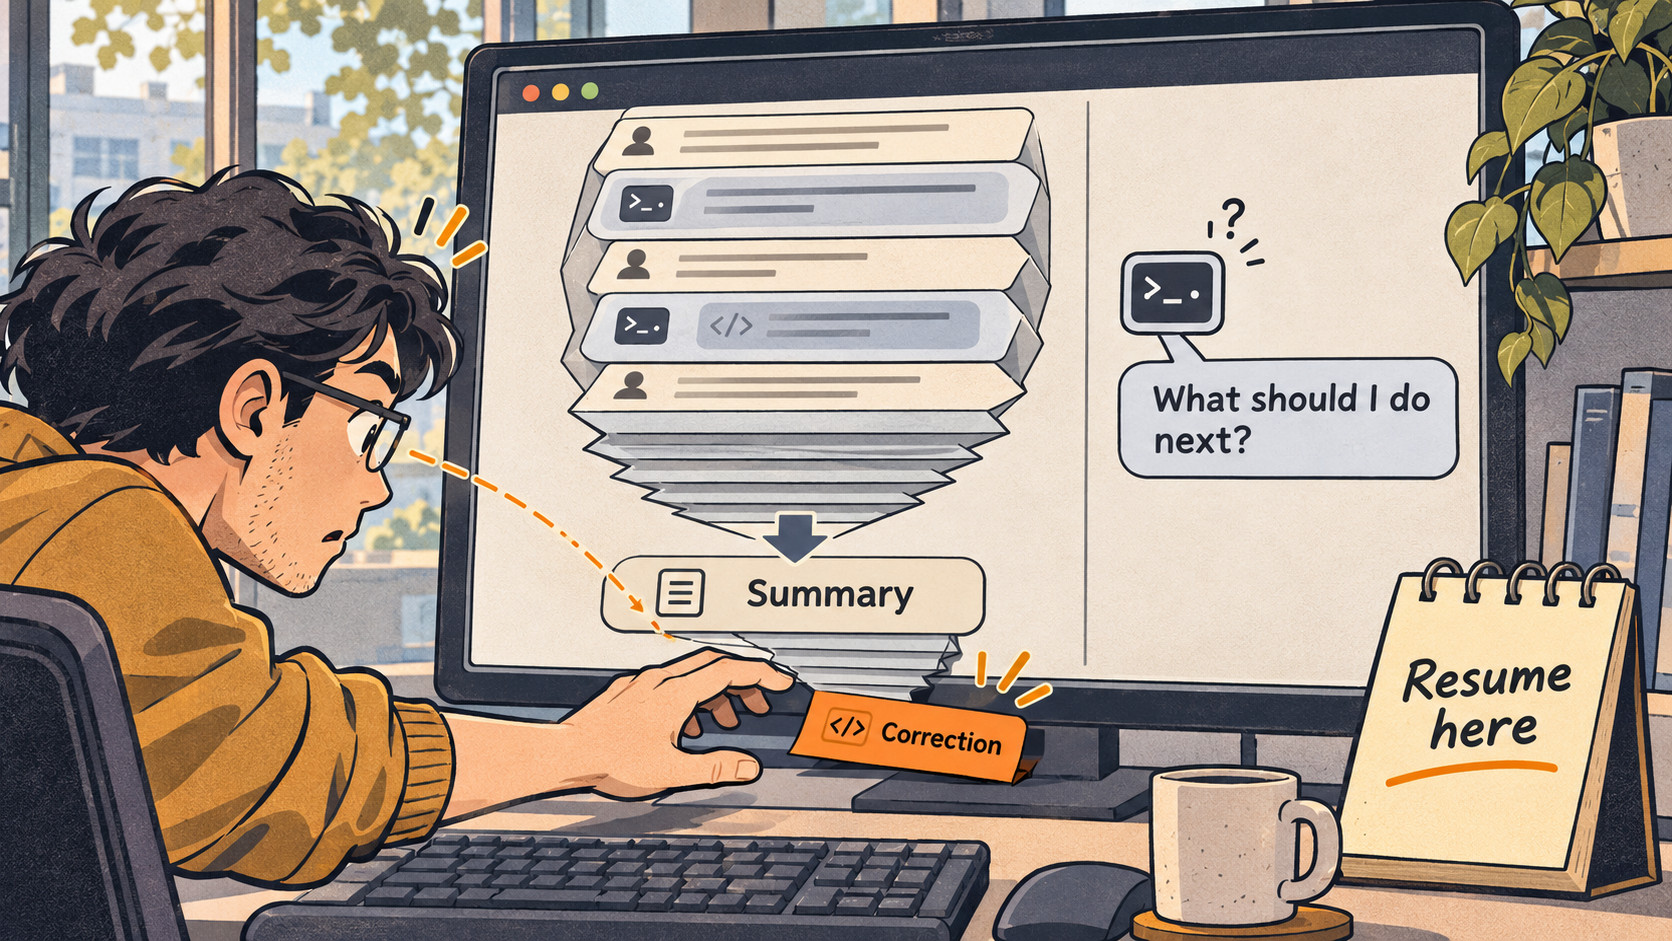 >_.
</>
>_.
?
>_.
What should I do
next?
Summary
</> Correction
Resume
here